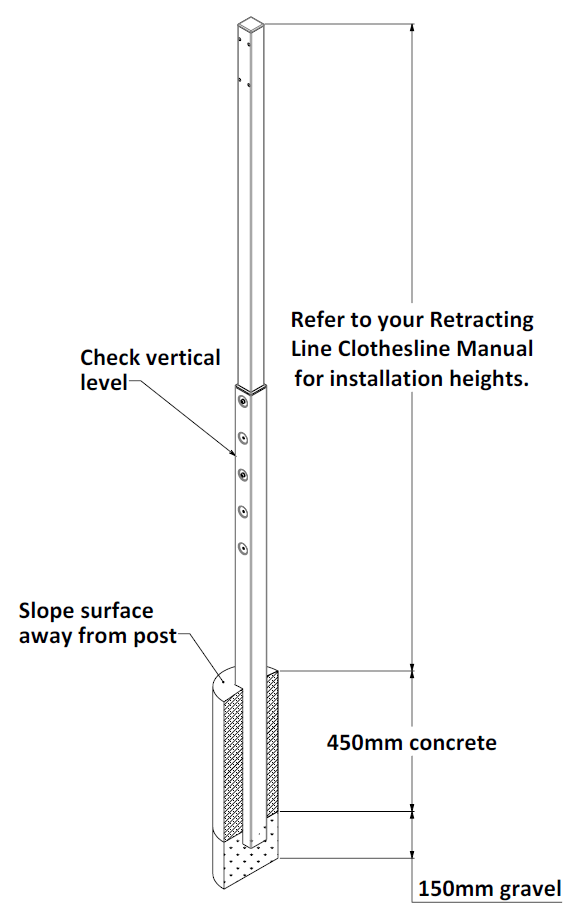 Refer to your Retracting
Line Clothesline Manual
for installation heights.
Check vertical
level
Slope surface
away from post
450mm concrete
150mm gravel